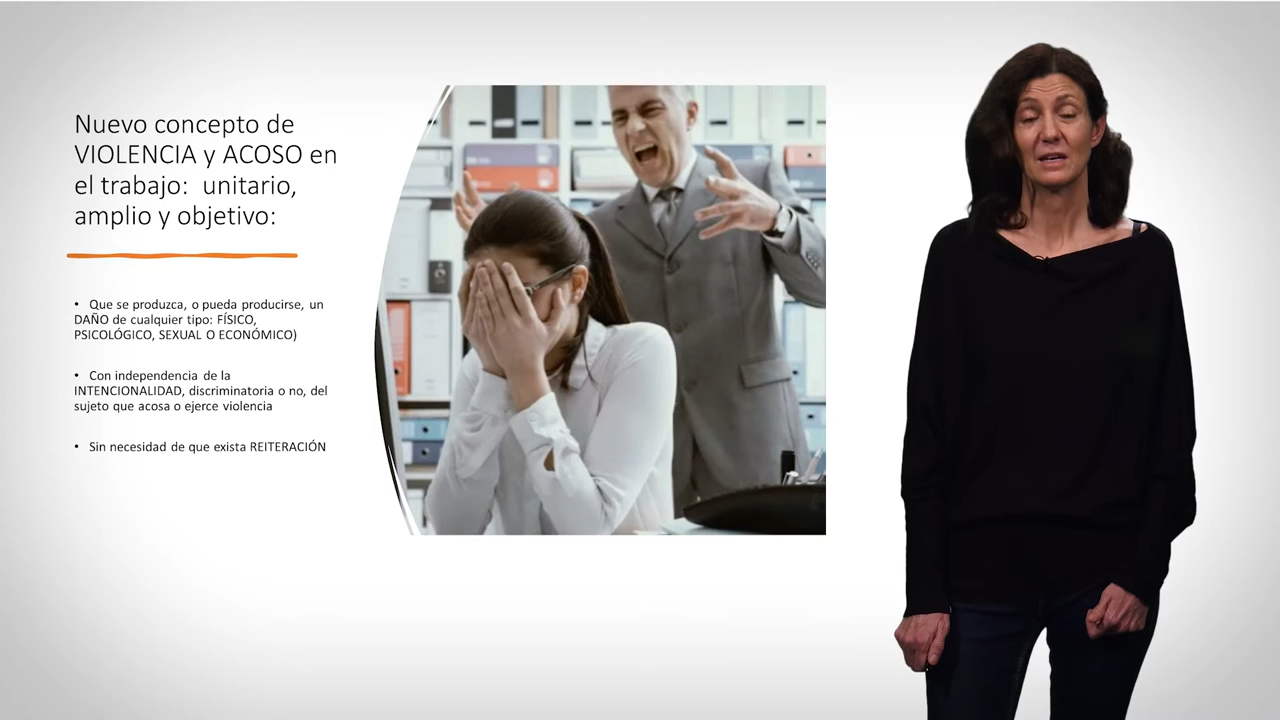 Nuevo concepto de
VIOLENCIA y ACOSO en
el trabajo: unitario,
amplio y objetivo:
• Que se produzca, o pueda producirse, un
DAÑO de cualquier tipo: FÍSICO,
PSICOLÓGICO, SEXUAL O ECONÓMICO)
• Con independencia de la
INTENCIONALIDAD, discriminatoria o no, del
sujeto que acosa o ejerce violencia
• Sin necesidad de que exista REITERACIÓN